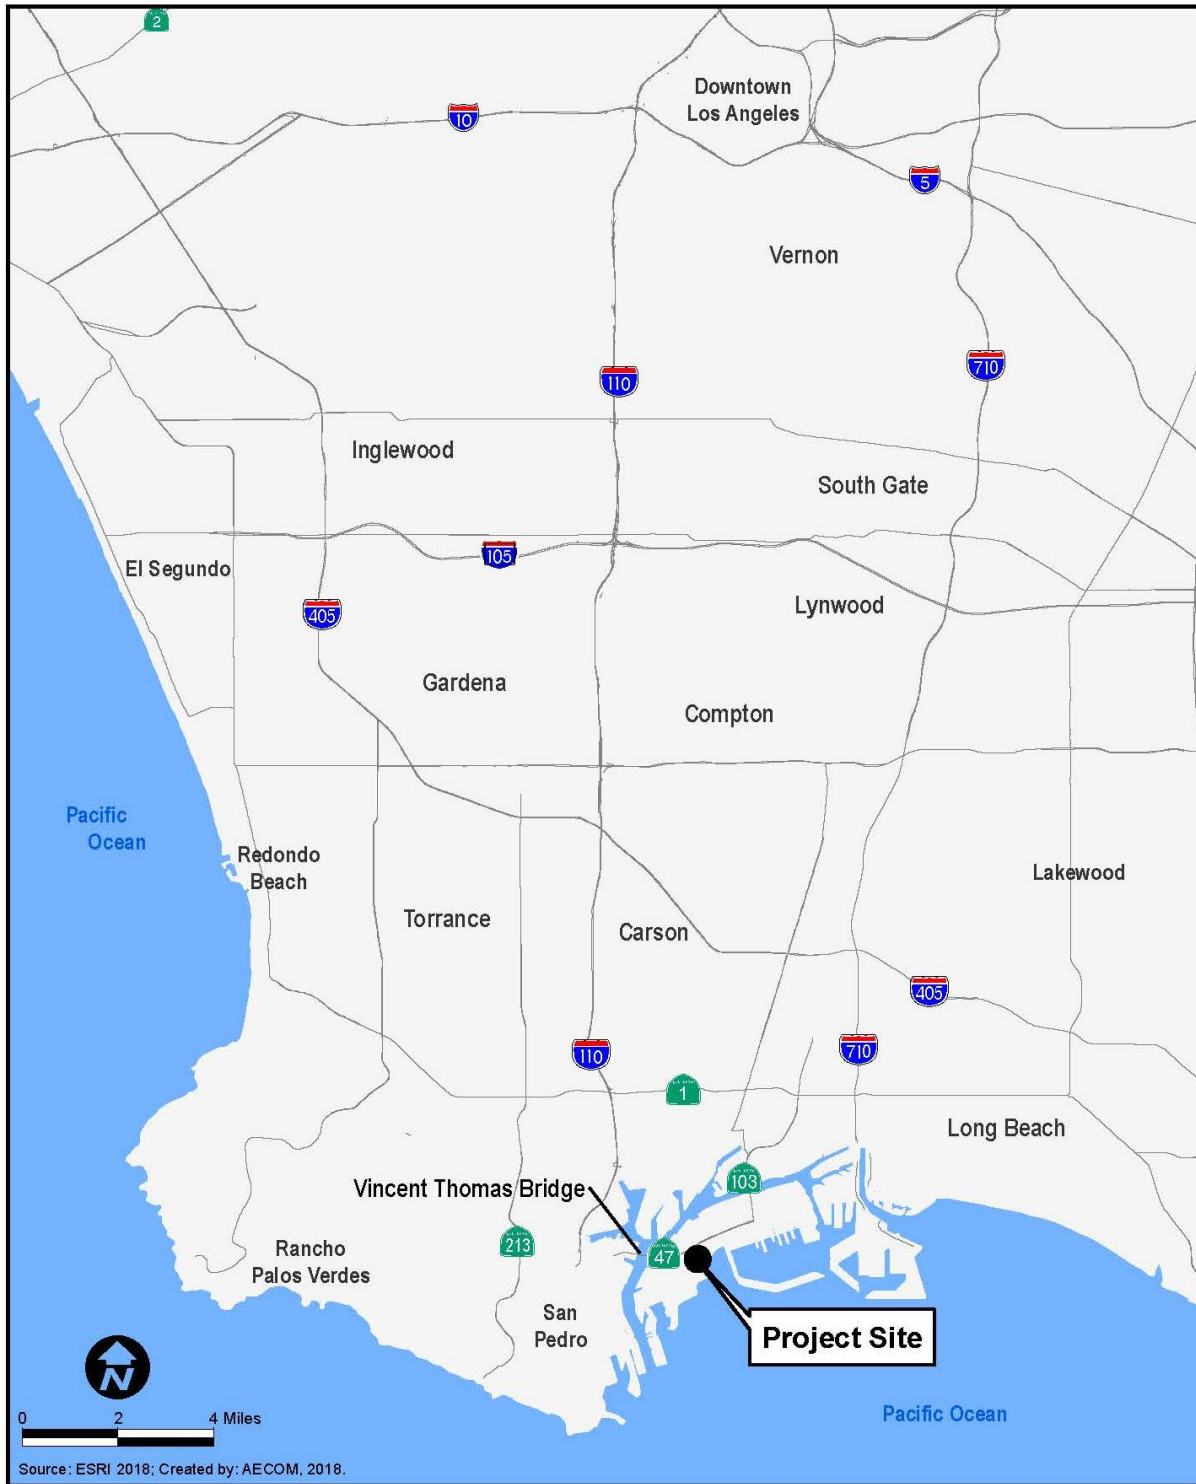 2
Downtown
Los Angeles
10
5
Vernon
710
110
Inglewood
South Gate
105
El Segundo
405
Lynwood
Gardena
Compton
Pacific
Ocean
Redondo
Beach
Lakewood
Torrance
Carson
405
110
710
1
Long Beach
103
Vincent Thomas Bridge
213
47
Rancho
Palos Verdes
San
Pedro
Project Site
N
0 2 4 Miles
Pacific Ocean
Source: ESRI 2018; Created by: AECOM, 2018.